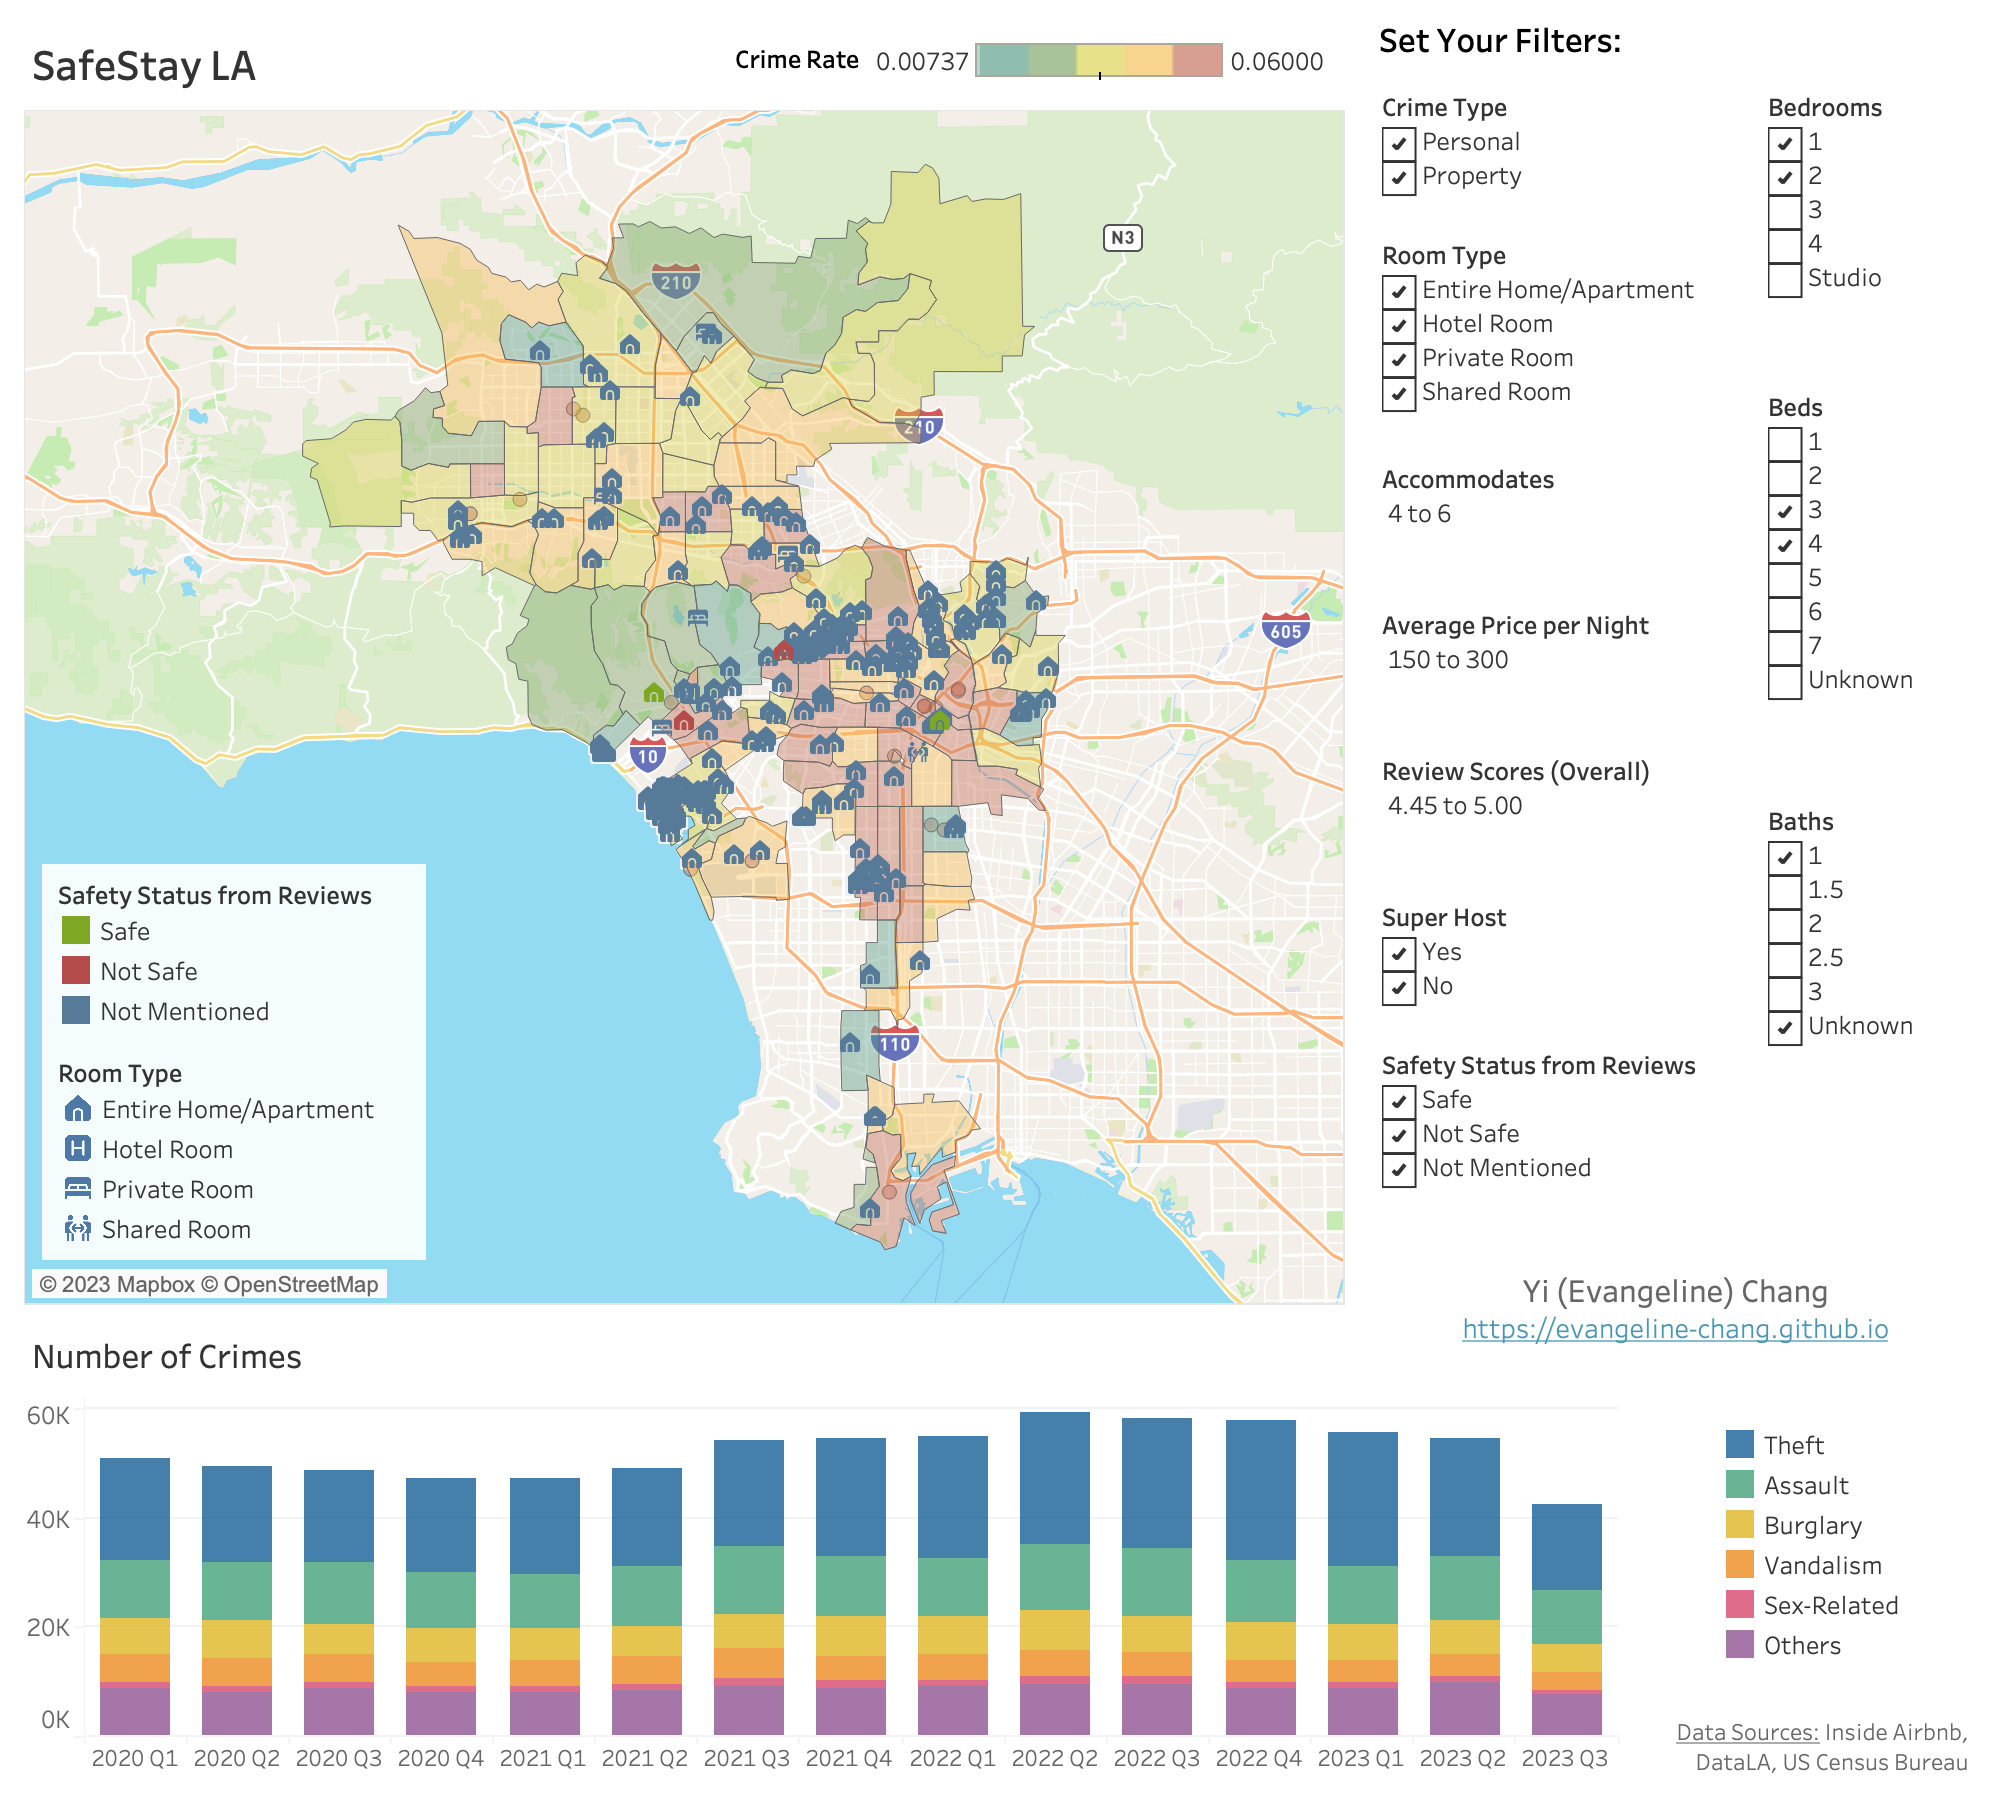 SafeStay LA
Crime Rate 0.00737 0.06000
Set Your Filters:
Crime Type
Personal
Property
Room Type
Entire Home/Apartment
Hotel Room
Private Room
Shared Room
Accommodates
4 to 6
Average Price per Night
150 to 300
Review Scores (Overall)
4.45 to 5.00
Super Host
Yes
No
Safety Status from Reviews
Safe
Not Safe
Not Mentioned
Bedrooms
1
2
3
4
Studio
Beds
1
2
3
4
5
6
7
Unknown
Baths
1
1.5
2
2.5
3
Unknown
N3
210
210
605
10
110
Safety Status from Reviews
Safe
Not Safe
Not Mentioned
Room Type
Entire Home/Apartment
H Hotel Room
Private Room
Shared Room
© 2023 Mapbox © OpenStreetMap
Yi (Evangeline) Chang
https://evangeline-chang.github.io
Number of Crimes
60K
40K
20K
0K
2020 Q1 2020 Q2 2020 Q3 2020 Q4 2021 Q1 2021 Q2 2021 Q3 2021 Q4 2022 Q1 2022 Q2 2022 Q3 2022 Q4 2023 Q1 2023 Q2 2023 Q3
Theft
Assault
Burglary
Vandalism
Sex-Related
Others
Data Sources: Inside Airbnb,
DataLA, US Census Bureau